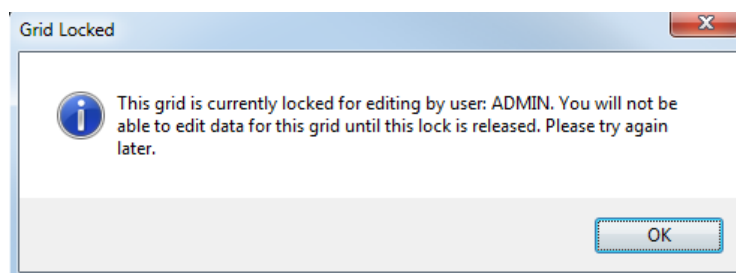 Grid Locked
This grid is currently locked for editing by user: ADMIN. You will not be
able to edit data for this grid until this lock is released. Please try again
later.
OK